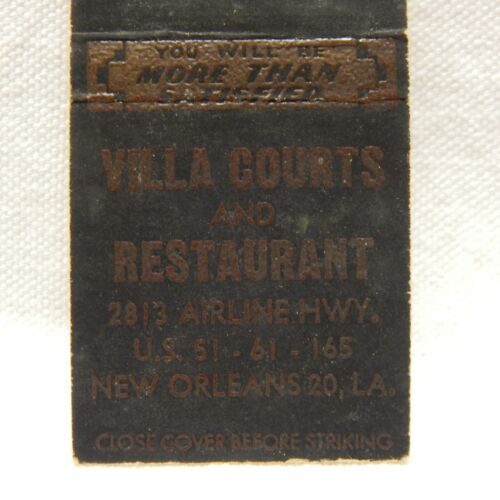 YOU WILL BE
MORE THAN
SATISFIED
VILLA COURTS
AND
RESTAURANT
2813 AIRLINE HWY.
U.S. 51 - 61 - 165
NEW ORLEANS 20, LA.
CLOSE COVER BEFORE STRIKING